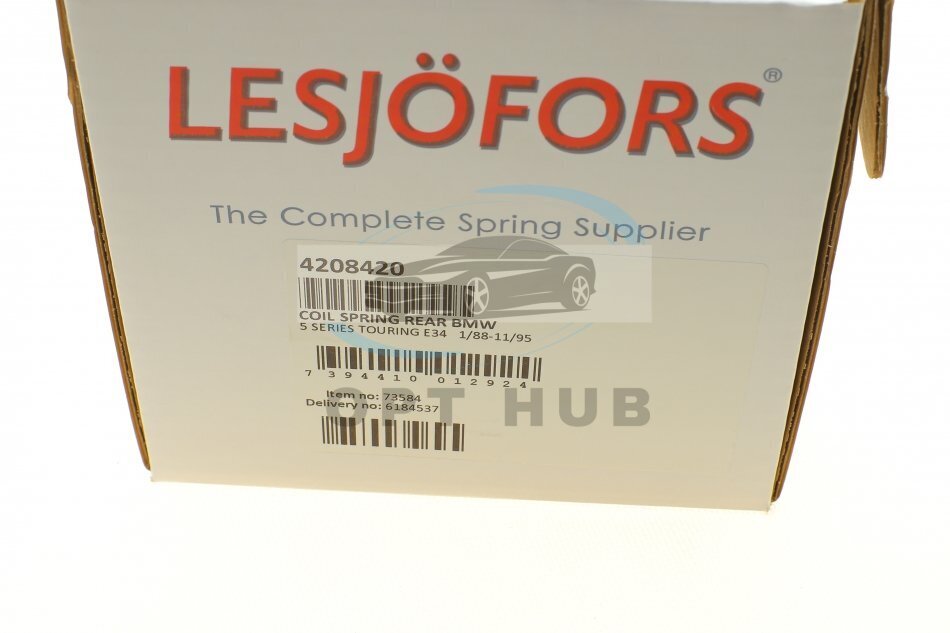 LESJÖFORS®
The Complete Spring Supplier
4208420
COIL SPRING REAR BMW
5 SERIES TOURING E34 1/88-11/95
7 394410 012924
Item no: 73584
Delivery no: 6184537
OPT HUB